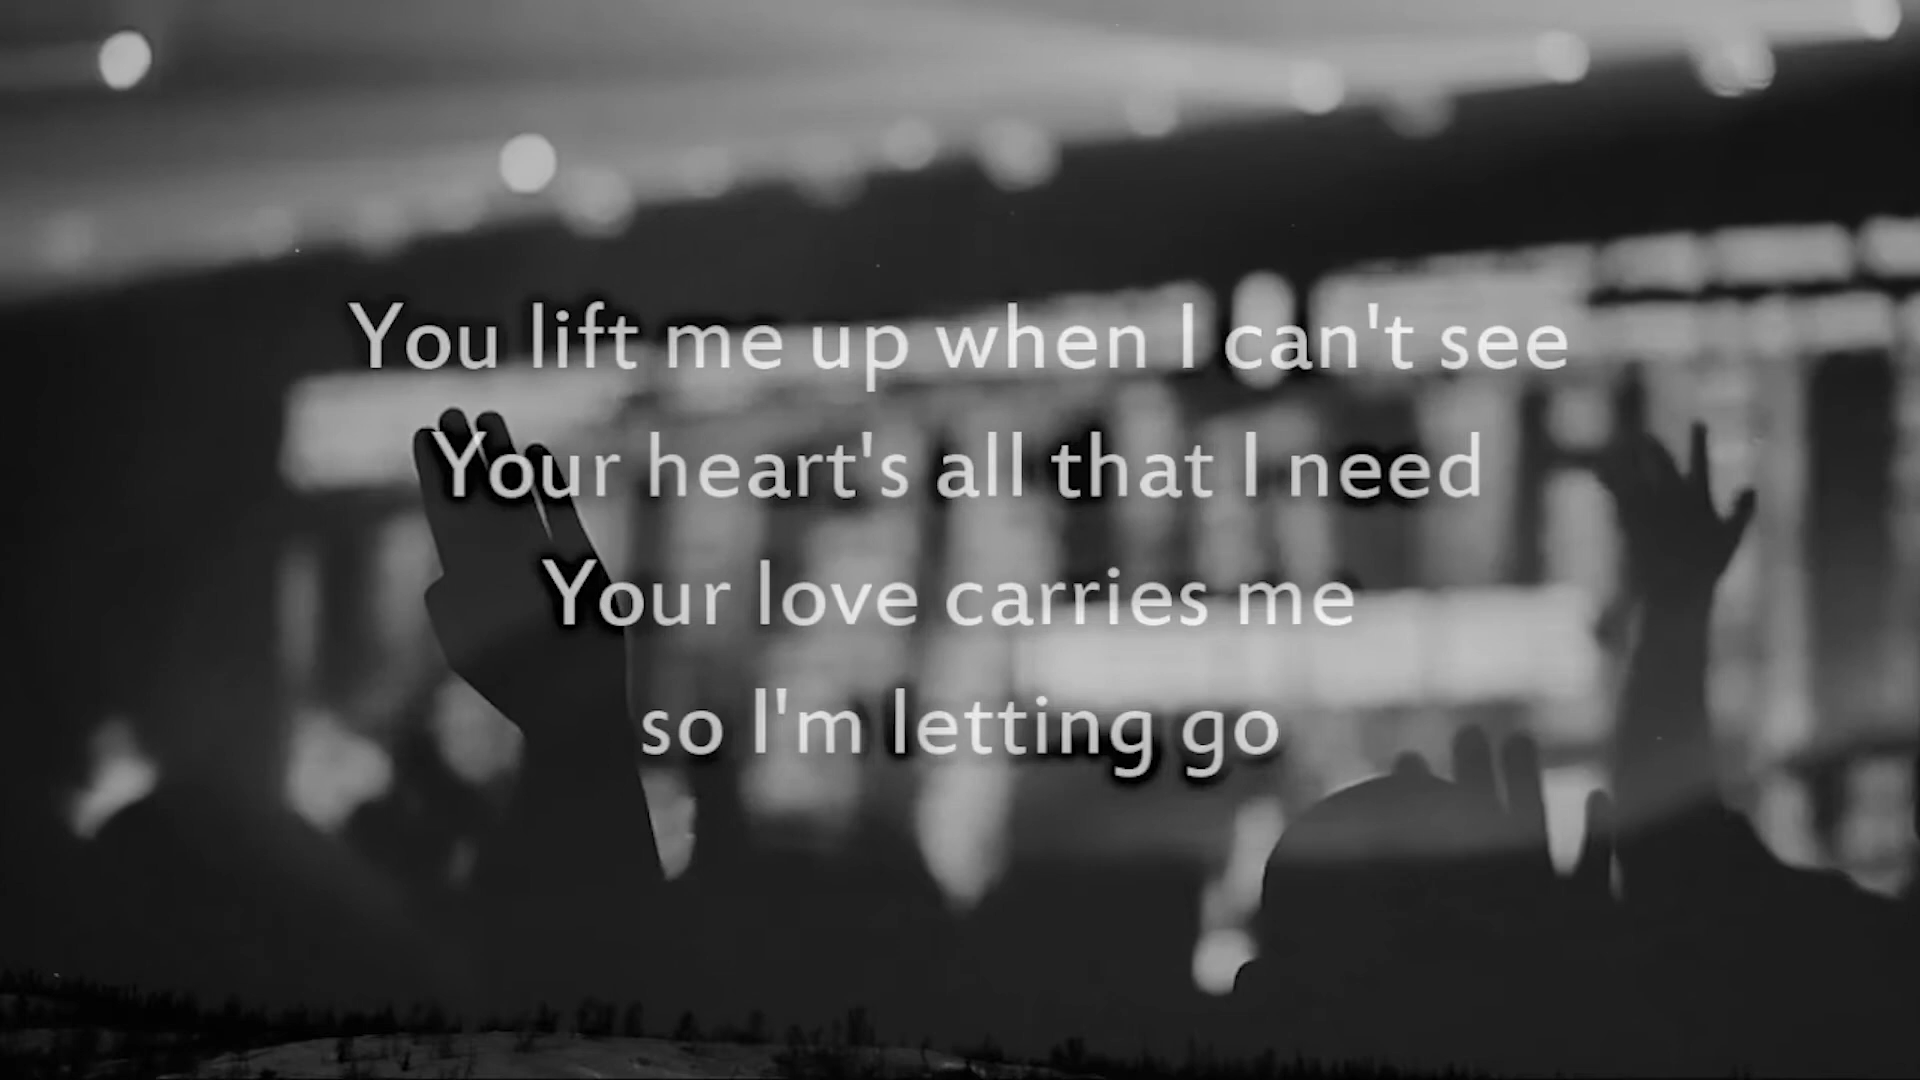 You lift me up when I can't see
Your heart's all that I need
Your love carries me
so I'm letting go